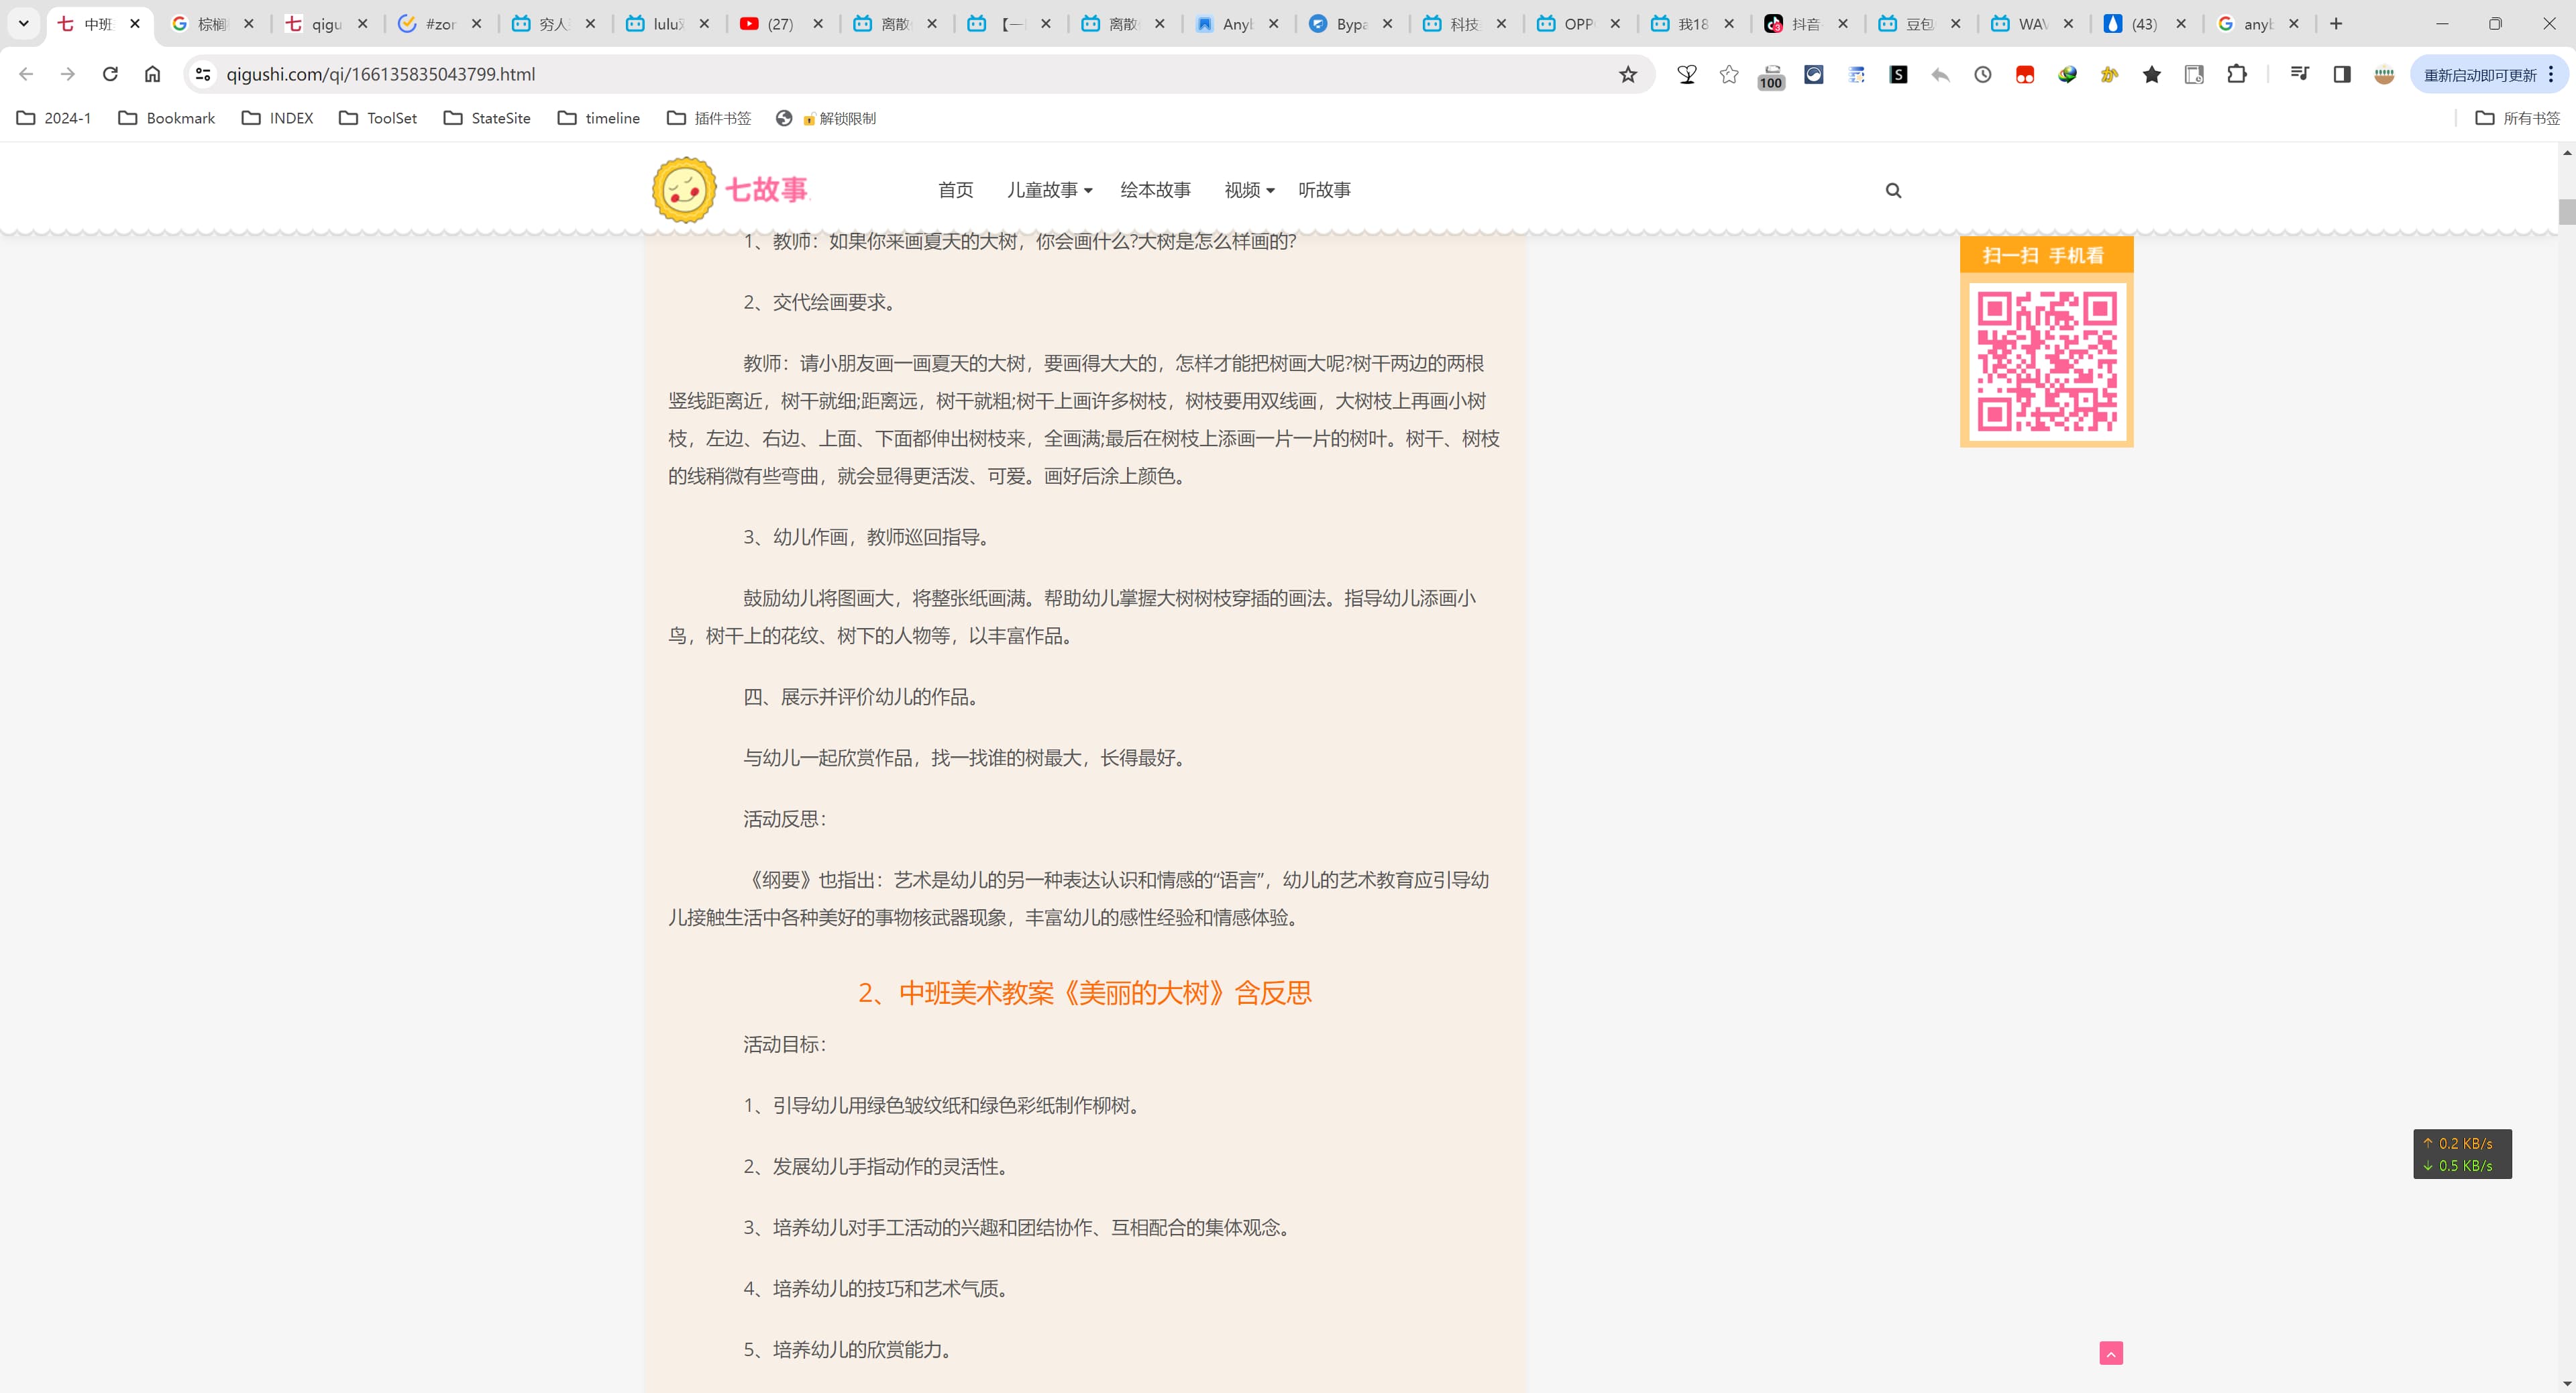 中班
棕榈
qigu
#zor
穷人
lulu
(27)
离散
【一
离散
Anyb
Bypa
科技
OPP
我18
抖音
豆包
WAV
(43)
anyb
qigushi.com/qi/166135835043799.html
100
重新启动即可更新
2024-1
Bookmark
INDEX
ToolSet
StateSite
timeline
插件书签
解锁限制
所有书签
七故事
首页
儿童故事
绘本故事
视频
听故事
扫一扫 手机看
1、教师：如果你来画夏天的大树，你会画什么?大树是怎么样画的?
2、交代绘画要求。
教师：请小朋友画一画夏天的大树，要画得大大的，怎样才能把树画大呢?树干两边的两根
竖线距离近，树干就细;距离远，树干就粗;树干上画许多树枝，树枝要用双线画，大树枝上再画小树
枝，左边、右边、上面、下面都伸出树枝来，全画满;最后在树枝上添画一片一片的树叶。树干、树枝
的线稍微有些弯曲，就会显得更活泼、可爱。画好后涂上颜色。
3、幼儿作画，教师巡回指导。
鼓励幼儿将图画大，将整张纸画满。帮助幼儿掌握大树树枝穿插的画法。指导幼儿添画小
鸟，树干上的花纹、树下的人物等，以丰富作品。
四、展示并评价幼儿的作品。
与幼儿一起欣赏作品，找一找谁的树最大，长得最好。
活动反思：
《纲要》也指出：艺术是幼儿的另一种表达认识和情感的“语言”，幼儿的艺术教育应引导幼
儿接触生活中各种美好的事物核武器现象，丰富幼儿的感性经验和情感体验。
2、中班美术教案《美丽的大树》含反思
活动目标：
1、引导幼儿用绿色皱纹纸和绿色彩纸制作柳树。
2、发展幼儿手指动作的灵活性。
↑ 0.2 KB/s
↓ 0.5 KB/s
3、培养幼儿对手工活动的兴趣和团结协作、互相配合的集体观念。
4、培养幼儿的技巧和艺术气质。
5、培养幼儿的欣赏能力。